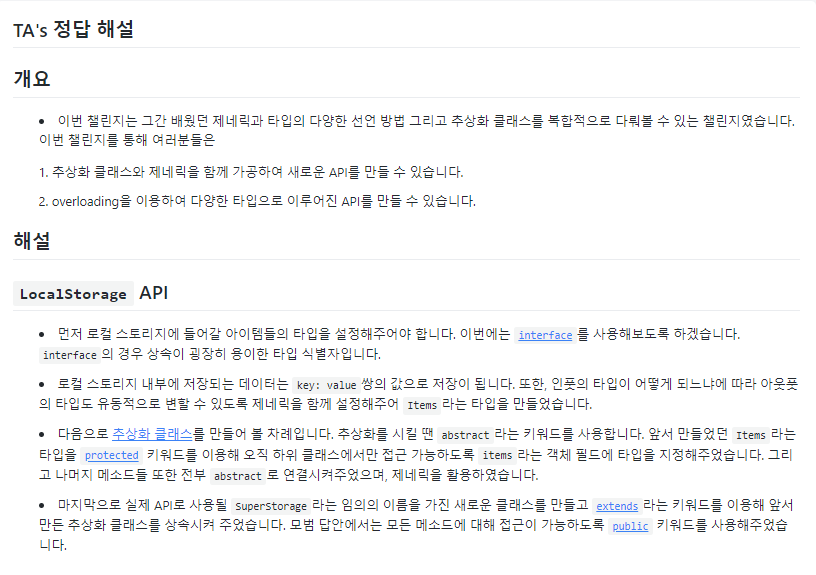 TA's 정답 해설
개요
• 이번 챌린지는 그간 배웠던 제네릭과 타입의 다양한 선언 방법 그리고 추상화 클래스를 복합적으로 다뤄볼 수 있는 챌린지였습니다.
이번 챌린지를 통해 여러분들은
1. 추상화 클래스와 제네릭을 함께 가공하여 새로운 API를 만들 수 있습니다.
2. overloading을 이용하여 다양한 타입으로 이루어진 API를 만들 수 있습니다.
해설
LocalStorage API
• 먼저 로컬 스토리지에 들어갈 아이템들의 타입을 설정해주어야 합니다. 이번에는 interface 를 사용해보도록 하겠습니다.
interface 의 경우 상속이 굉장히 용이한 타입 식별자입니다.
• 로컬 스토리지 내부에 저장되는 데이터는 key: value 쌍의 값으로 저장이 됩니다. 또한, 인풋의 타입이 어떻게 되느냐에 따라 아웃풋
의 타입도 유동적으로 변할 수 있도록 제네릭을 함께 설정해주어 Items 라는 타입을 만들었습니다.
• 다음으로 추상화 클래스를 만들어 볼 차례입니다. 추상화를 시킬 땐 abstract 라는 키워드를 사용합니다. 앞서 만들었던 Items 라는
타입을 protected 키워드를 이용해 오직 하위 클래스에서만 접근 가능하도록 items 라는 객체 필드에 타입을 지정해주었습니다. 그리
고 나머지 메소드들 또한 전부 abstract 로 연결시켜주었으며, 제네릭을 활용하였습니다.
• 마지막으로 실제 API로 사용될 SuperStorage 라는 임의의 이름을 가진 새로운 클래스를 만들고 extends 라는 키워드를 이용해 앞서
만든 추상화 클래스를 상속시켜 주었습니다. 모범 답안에서는 모든 메소드에 대해 접근이 가능하도록 public 키워드를 사용해주었습
니다.